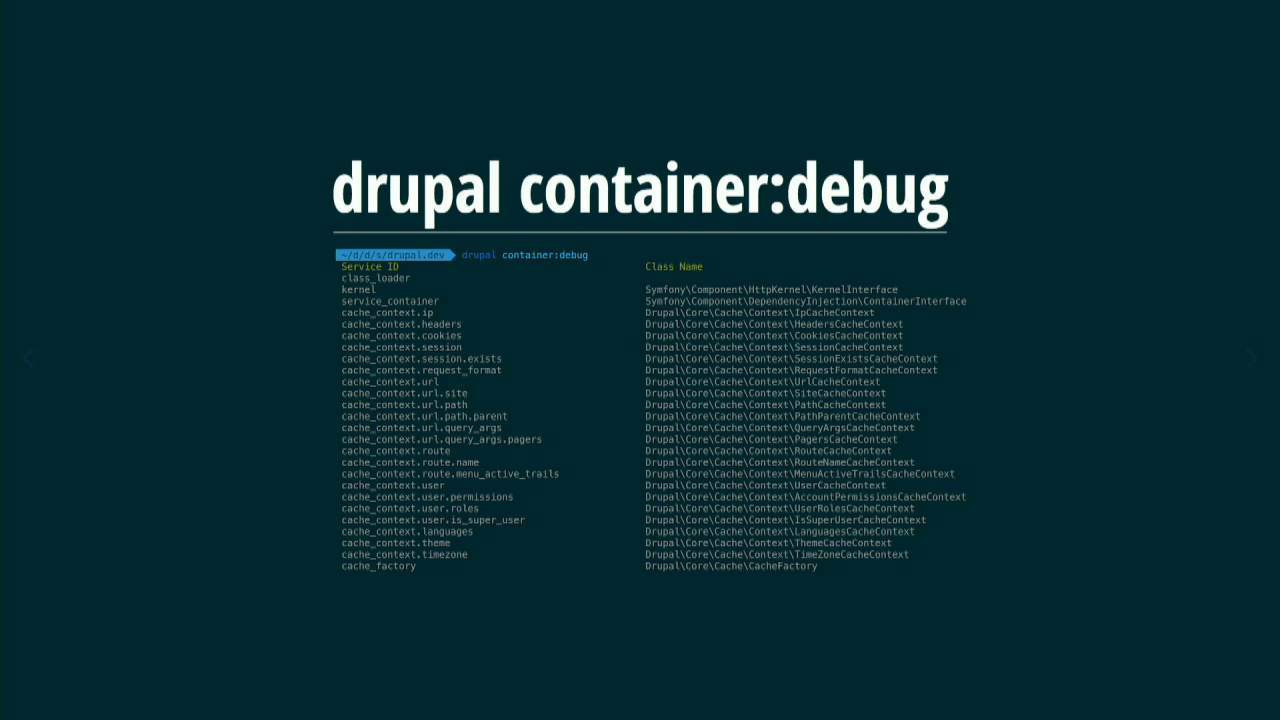 drupal container:debug
~/d/d/s/drupal.dev drupal container:debug
Service ID Class Name
class_loader
kernel Symfony\Component\HttpKernel\KernelInterface
service_container Symfony\Component\DependencyInjection\ContainerInterface
cache_context.ip Drupal\Core\Cache\Context\IpCacheContext
cache_context.headers Drupal\Core\Cache\Context\HeadersCacheContext
cache_context.cookies Drupal\Core\Cache\Context\CookiesCacheContext
cache_context.session Drupal\Core\Cache\Context\SessionCacheContext
cache_context.session.exists Drupal\Core\Cache\Context\SessionExistsCacheContext
cache_context.request_format Drupal\Core\Cache\Context\RequestFormatCacheContext
cache_context.url Drupal\Core\Cache\Context\UrlCacheContext
cache_context.url.site Drupal\Core\Cache\Context\SiteCacheContext
cache_context.url.path Drupal\Core\Cache\Context\PathCacheContext
cache_context.url.path.parent Drupal\Core\Cache\Context\PathParentCacheContext
cache_context.url.query_args Drupal\Core\Cache\Context\QueryArgsCacheContext
cache_context.url.query_args.pagers Drupal\Core\Cache\Context\PagersCacheContext
cache_context.route Drupal\Core\Cache\Context\RouteCacheContext
cache_context.route.name Drupal\Core\Cache\Context\RouteNameCacheContext
cache_context.route.menu_active_trails Drupal\Core\Cache\Context\MenuActiveTrailsCacheContext
cache_context.user Drupal\Core\Cache\Context\UserCacheContext
cache_context.user.permissions Drupal\Core\Cache\Context\AccountPermissionsCacheContext
cache_context.user.roles Drupal\Core\Cache\Context\UserRolesCacheContext
cache_context.user.is_super_user Drupal\Core\Cache\Context\IsSuperUserCacheContext
cache_context.languages Drupal\Core\Cache\Context\LanguagesCacheContext
cache_context.theme Drupal\Core\Cache\Context\ThemeCacheContext
cache_context.timezone Drupal\Core\Cache\Context\TimeZoneCacheContext
cache_factory Drupal\Core\Cache\CacheFactory